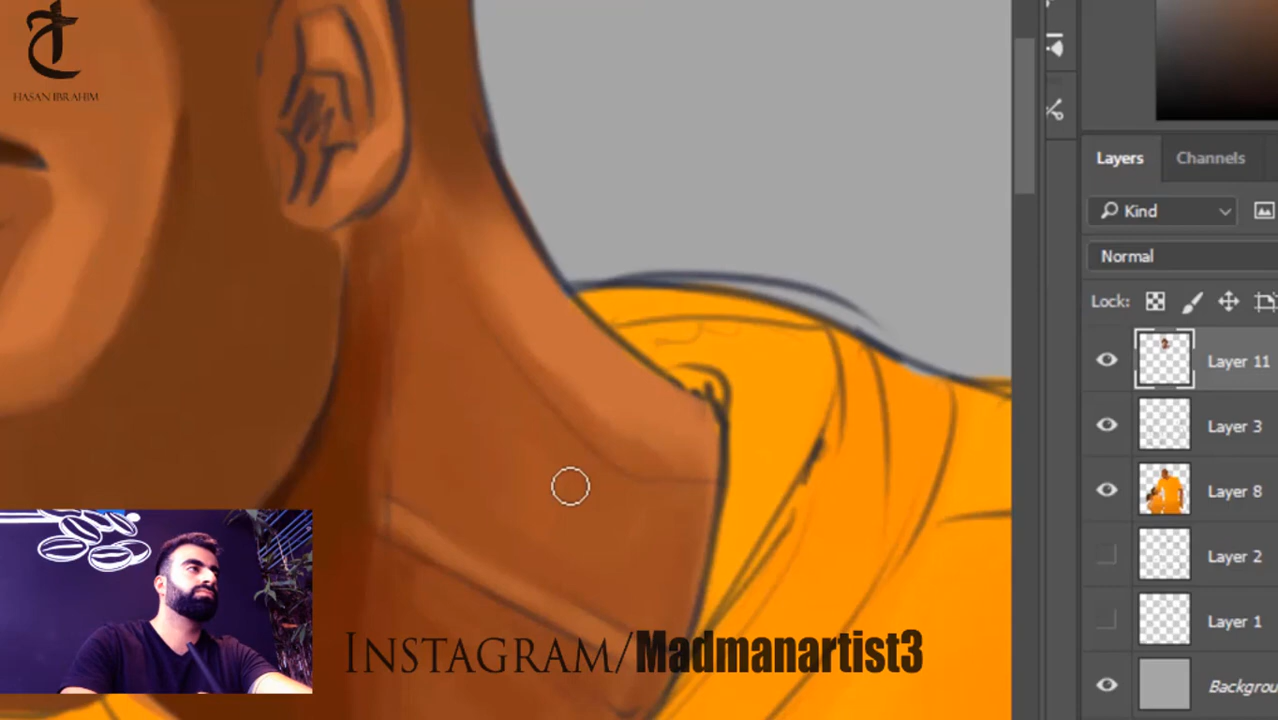 HASAN IBRAHIM
Layers
Channels
Kind
Normal
Lock:
Layer 11
Layer 3
Layer 8
Layer 2
Layer 1
INSTAGRAM/Madmanartist3